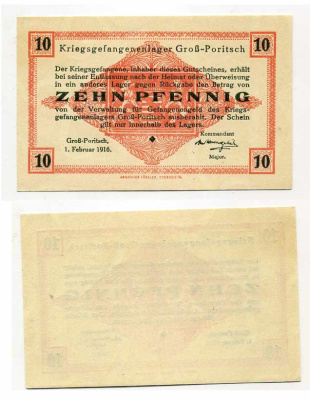 10 10
Kriegsgefangenenlager Groß-Poritsch
Der Kriegsgefangene, Inhaber dieses Gutscheines, erhält
bei seiner Entlassung nach der Heimat oder Überweisung
in ein anderes Lager gegen Rückgabe den Betrag von
ZEHN PFENNIG
von der Verwaltung für Gefangenengeld des Kriegs-
gefangenenlagers Groß-Poritsch ausbezahlt. Der Schein
gilt nur innerhalb des Lagers.
Groß-Poritsch, Kommandant
1. Februar 1916.
Major.
10 10